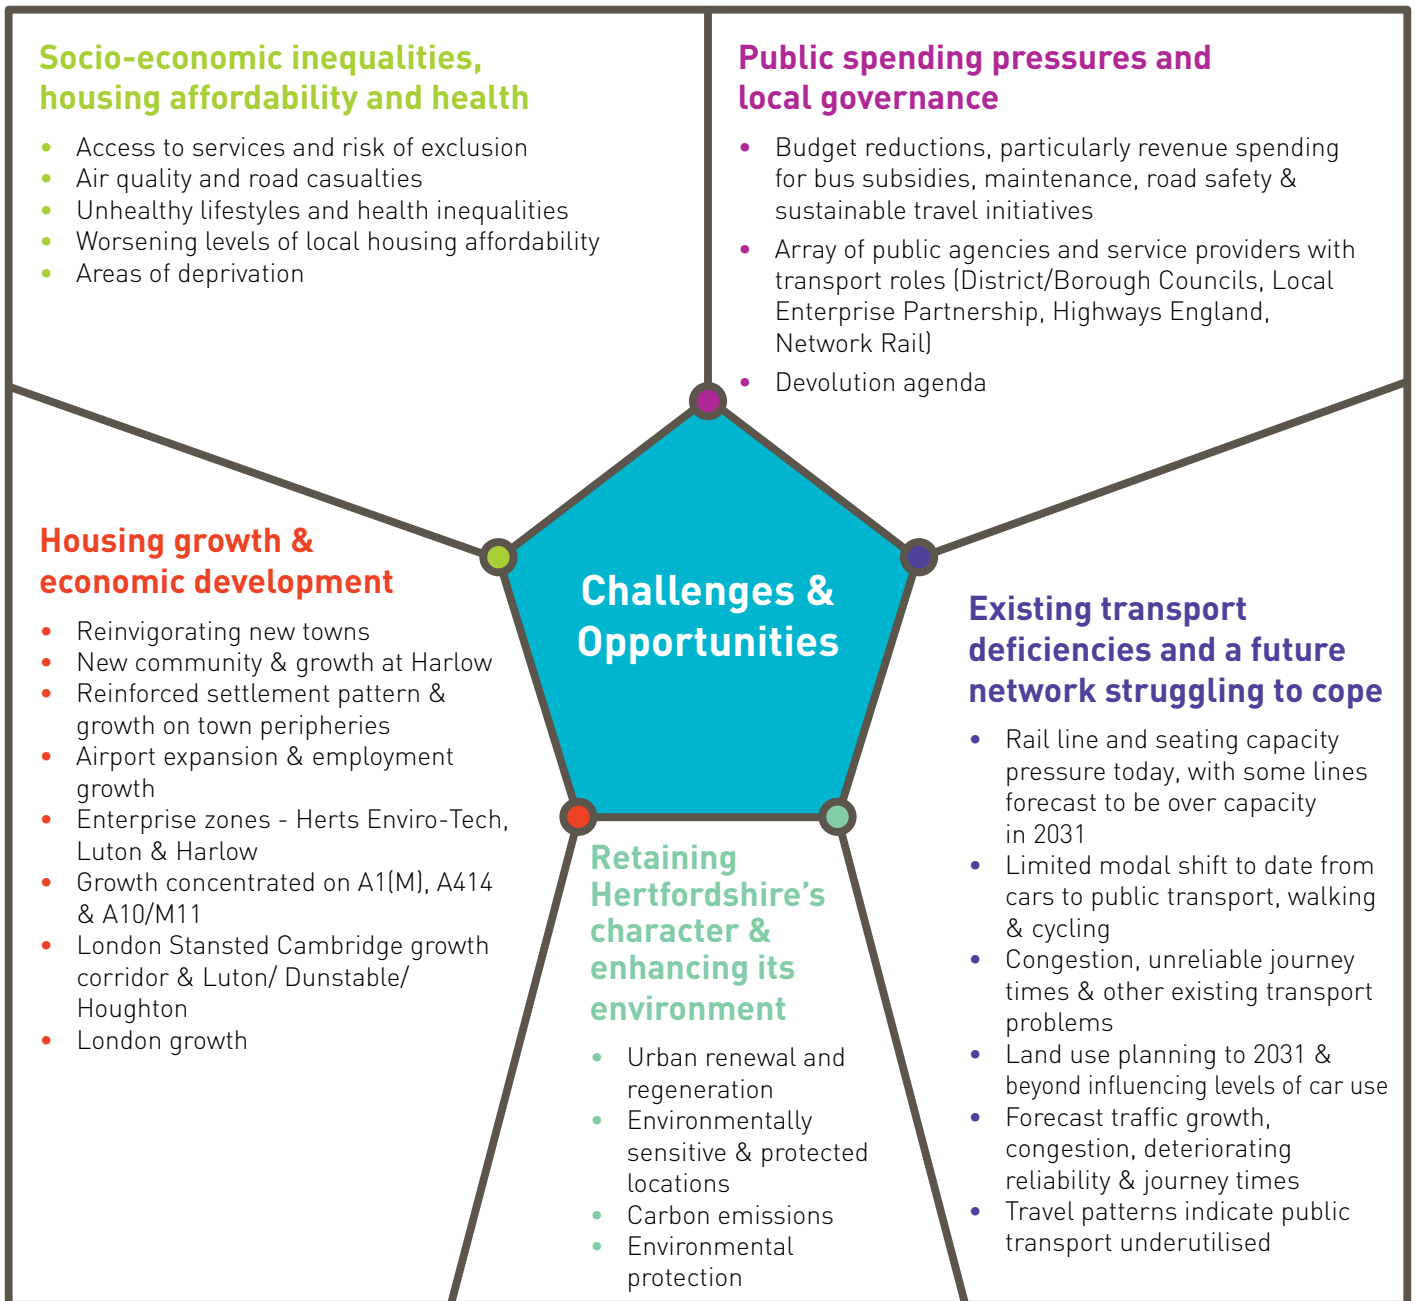 Socio-economic inequalities,
housing affordability and health
• Access to services and risk of exclusion
• Air quality and road casualties
• Unhealthy lifestyles and health inequalities
• Worsening levels of local housing affordability
• Areas of deprivation
Public spending pressures and
local governance
• Budget reductions, particularly revenue spending
for bus subsidies, maintenance, road safety &
sustainable travel initiatives
• Array of public agencies and service providers with
transport roles (District/Borough Councils, Local
Enterprise Partnership, Highways England,
Network Rail)
• Devolution agenda
Housing growth &
economic development
• Reinvigorating new towns
• New community & growth at Harlow
• Reinforced settlement pattern &
growth on town peripheries
• Airport expansion & employment
growth
• Enterprise zones - Herts Enviro-Tech,
Luton & Harlow
• Growth concentrated on A1(M), A414
& A10/M11
• London Stansted Cambridge growth
corridor & Luton/ Dunstable/
Houghton
• London growth
Challenges &
Opportunities
Retaining
Hertfordshire’s
character &
enhancing its
environment
• Urban renewal and
regeneration
• Environmentally
sensitive & protected
locations
• Carbon emissions
• Environmental
protection
Existing transport
deficiencies and a future
network struggling to cope
• Rail line and seating capacity
pressure today, with some lines
forecast to be over capacity
in 2031
• Limited modal shift to date from
cars to public transport, walking
& cycling
• Congestion, unreliable journey
times & other existing transport
problems
• Land use planning to 2031 &
beyond influencing levels of car use
• Forecast traffic growth,
congestion, deteriorating
reliability & journey times
• Travel patterns indicate public
transport underutilised